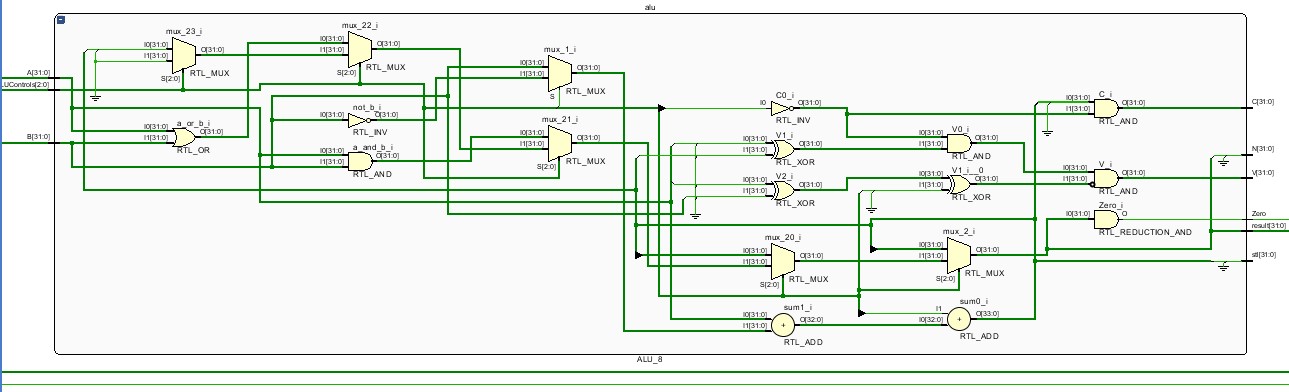 alu
mux_23_i
I0[31:0]
I1[31:0]
O[31:0]
S[2:0]
RTL_MUX
mux_22_i
I0[31:0]
I1[31:0]
O[31:0]
S[2:0]
RTL_MUX
mux_1_i
I0[31:0]
I1[31:0]
O[31:0]
S
RTL_MUX
A[31:0]
LUControls[2:0]
B[31:0]
a_or_b_i
I0[31:0]
I1[31:0]
O[31:0]
RTL_OR
not_b_i
I0[31:0]
O[31:0]
RTL_INV
a_and_b_i
I0[31:0]
I1[31:0]
O[31:0]
RTL_AND
mux_21_i
I0[31:0]
I1[31:0]
O[31:0]
S[2:0]
RTL_MUX
C0_i
I0
O[31:0]
RTL_INV
V1_i
I0[31:0]
I1[31:0]
O[31:0]
RTL_XOR
V2_i
I0[31:0]
I1[31:0]
O[31:0]
RTL_XOR
V0_i
I0[31:0]
I1[31:0]
O[31:0]
RTL_AND
V1_i__0
I0[31:0]
I1[31:0]
O[31:0]
RTL_XOR
C_i
I0[31:0]
I1[31:0]
O[31:0]
RTL_AND
V_i
I0[31:0]
I1[31:0]
O[31:0]
RTL_AND
Zero_i
I0[31:0]
O
RTL_REDUCTION_AND
mux_20_i
I0[31:0]
I1[31:0]
O[31:0]
S[2:0]
RTL_MUX
mux_2_i
I0[31:0]
I1[31:0]
O[31:0]
S[2:0]
RTL_MUX
sum1_i
I0[31:0]
I1[31:0]
O[32:0]
+
RTL_ADD
sum0_i
I1
I0[32:0]
O[33:0]
+
RTL_ADD
C[31:0]
N[31:0]
V[31:0]
Zero
result[31:0]
stl[31:0]
ALU_8